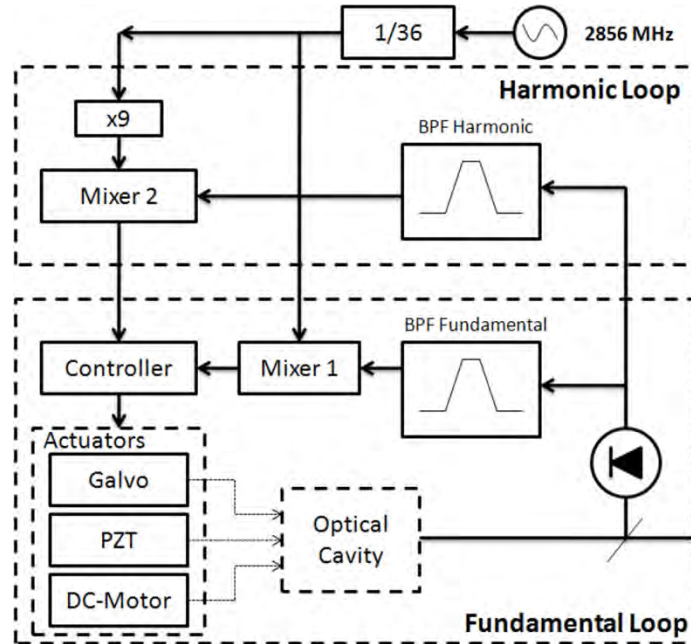 1/36
2856 MHz
Harmonic Loop
x9
BPF Harmonic
Mixer 2
BPF Fundamental
Controller
Mixer 1
Actuators
Galvo
PZT
DC-Motor
Optical
Cavity
Fundamental Loop